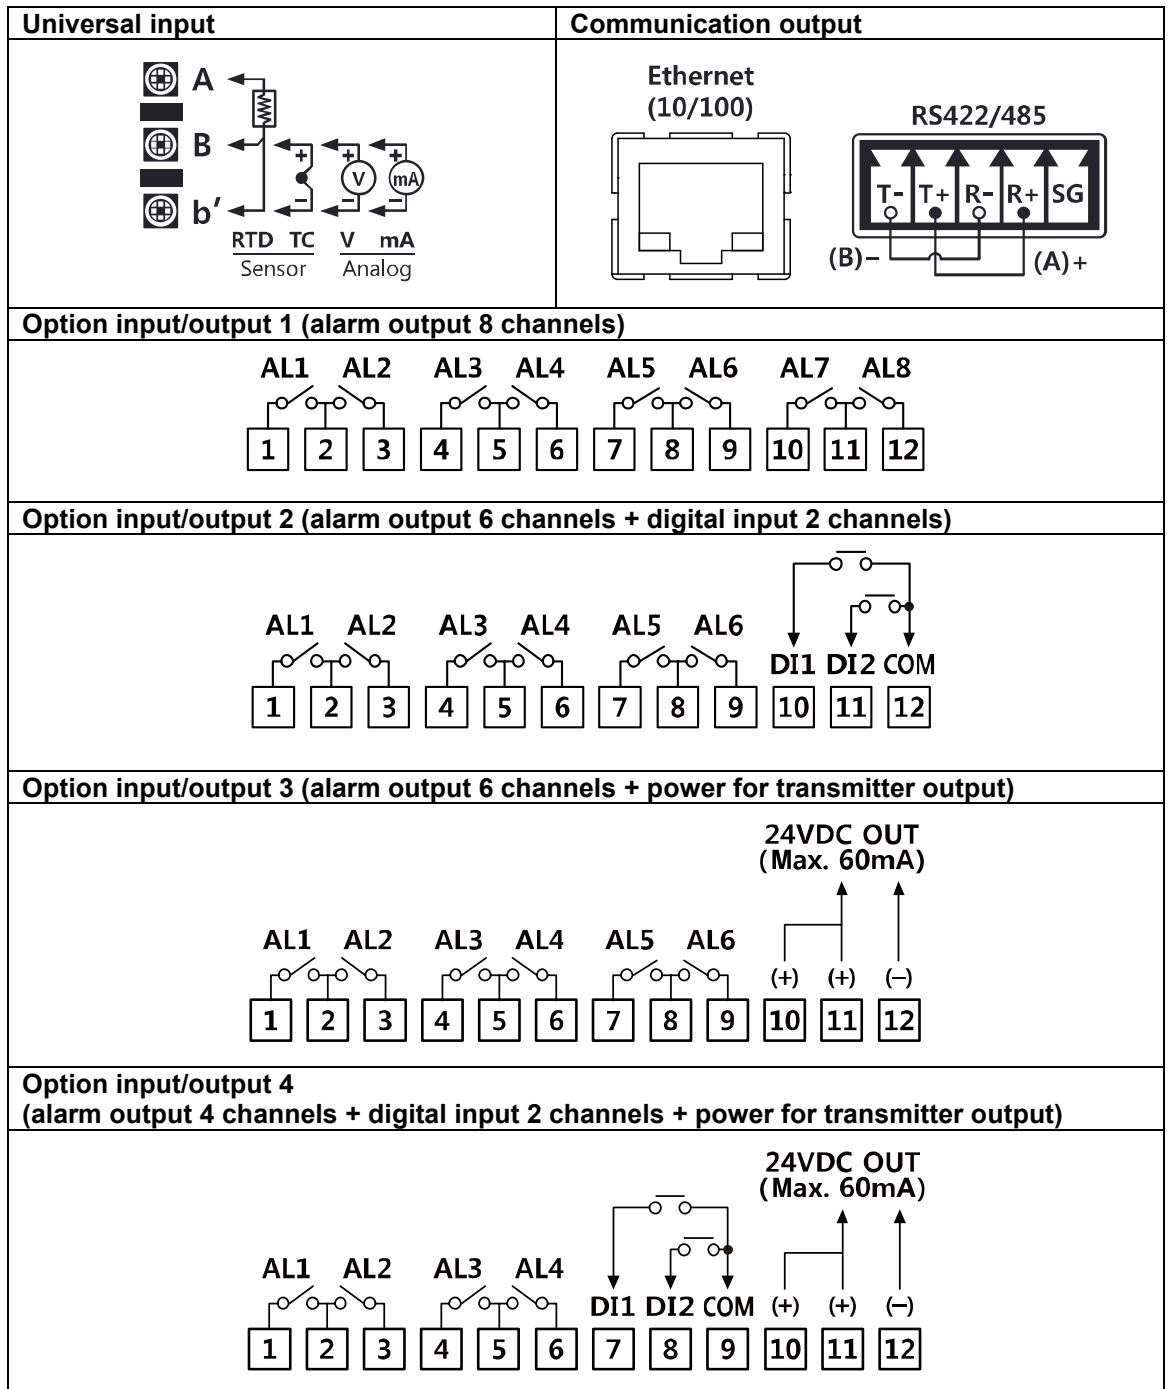 Universal input
Communication output
A
B
b′
+ + +
V mA
− − −
RTD TC V mA
Sensor Analog
Ethernet
(10/100)
RS422/485
T- T+ R- R+ SG
(B)− (A)+
Option input/output 1 (alarm output 8 channels)
AL1 AL2 AL3 AL4 AL5 AL6 AL7 AL8
1 2 3 4 5 6 7 8 9 10 11 12
Option input/output 2 (alarm output 6 channels + digital input 2 channels)
AL1 AL2 AL3 AL4 AL5 AL6
DI1 DI2 COM
1 2 3 4 5 6 7 8 9 10 11 12
Option input/output 3 (alarm output 6 channels + power for transmitter output)
24VDC OUT
(Max. 60mA)
AL1 AL2 AL3 AL4 AL5 AL6
(+) (+) (−)
1 2 3 4 5 6 7 8 9 10 11 12
Option input/output 4
(alarm output 4 channels + digital input 2 channels + power for transmitter output)
24VDC OUT
(Max. 60mA)
AL1 AL2 AL3 AL4
DI1 DI2 COM (+) (+) (−)
1 2 3 4 5 6 7 8 9 10 11 12